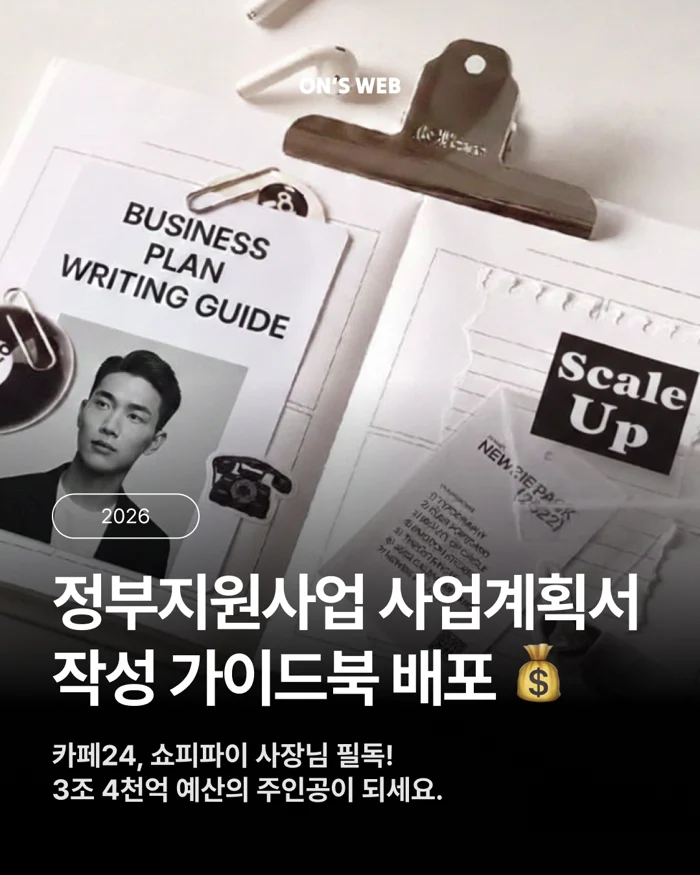 ON'S WEB
BUSINESS
PLAN
WRITING GUIDE
8
Scale
Up
2026
정부지원사업 사업계획서
작성 가이드북 배포
카페24, 쇼피파이 사장님 필독!
3조 4천억 예산의 주인공이 되세요.